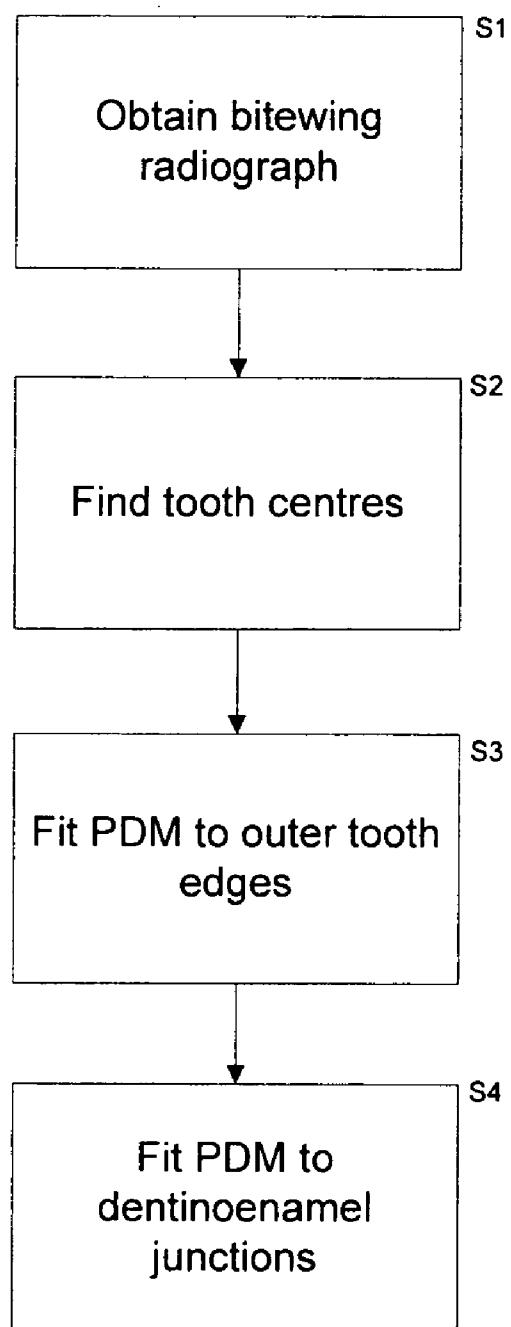 S1
Obtain bitewing
radiograph
S2
Find tooth centres
S3
Fit PDM to outer tooth
edges
S4
Fit PDM to
dentinoenamel
junctions